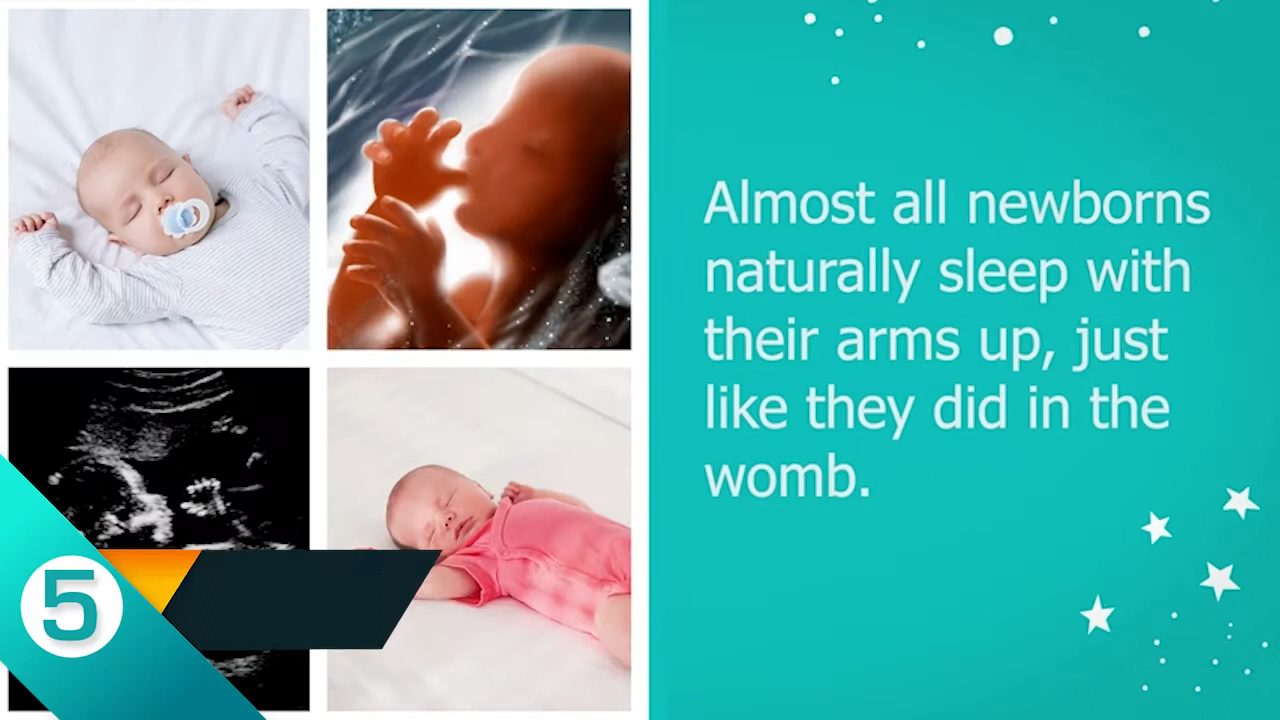 Almost all newborns
naturally sleep with
their arms up, just
like they did in the
womb.
5